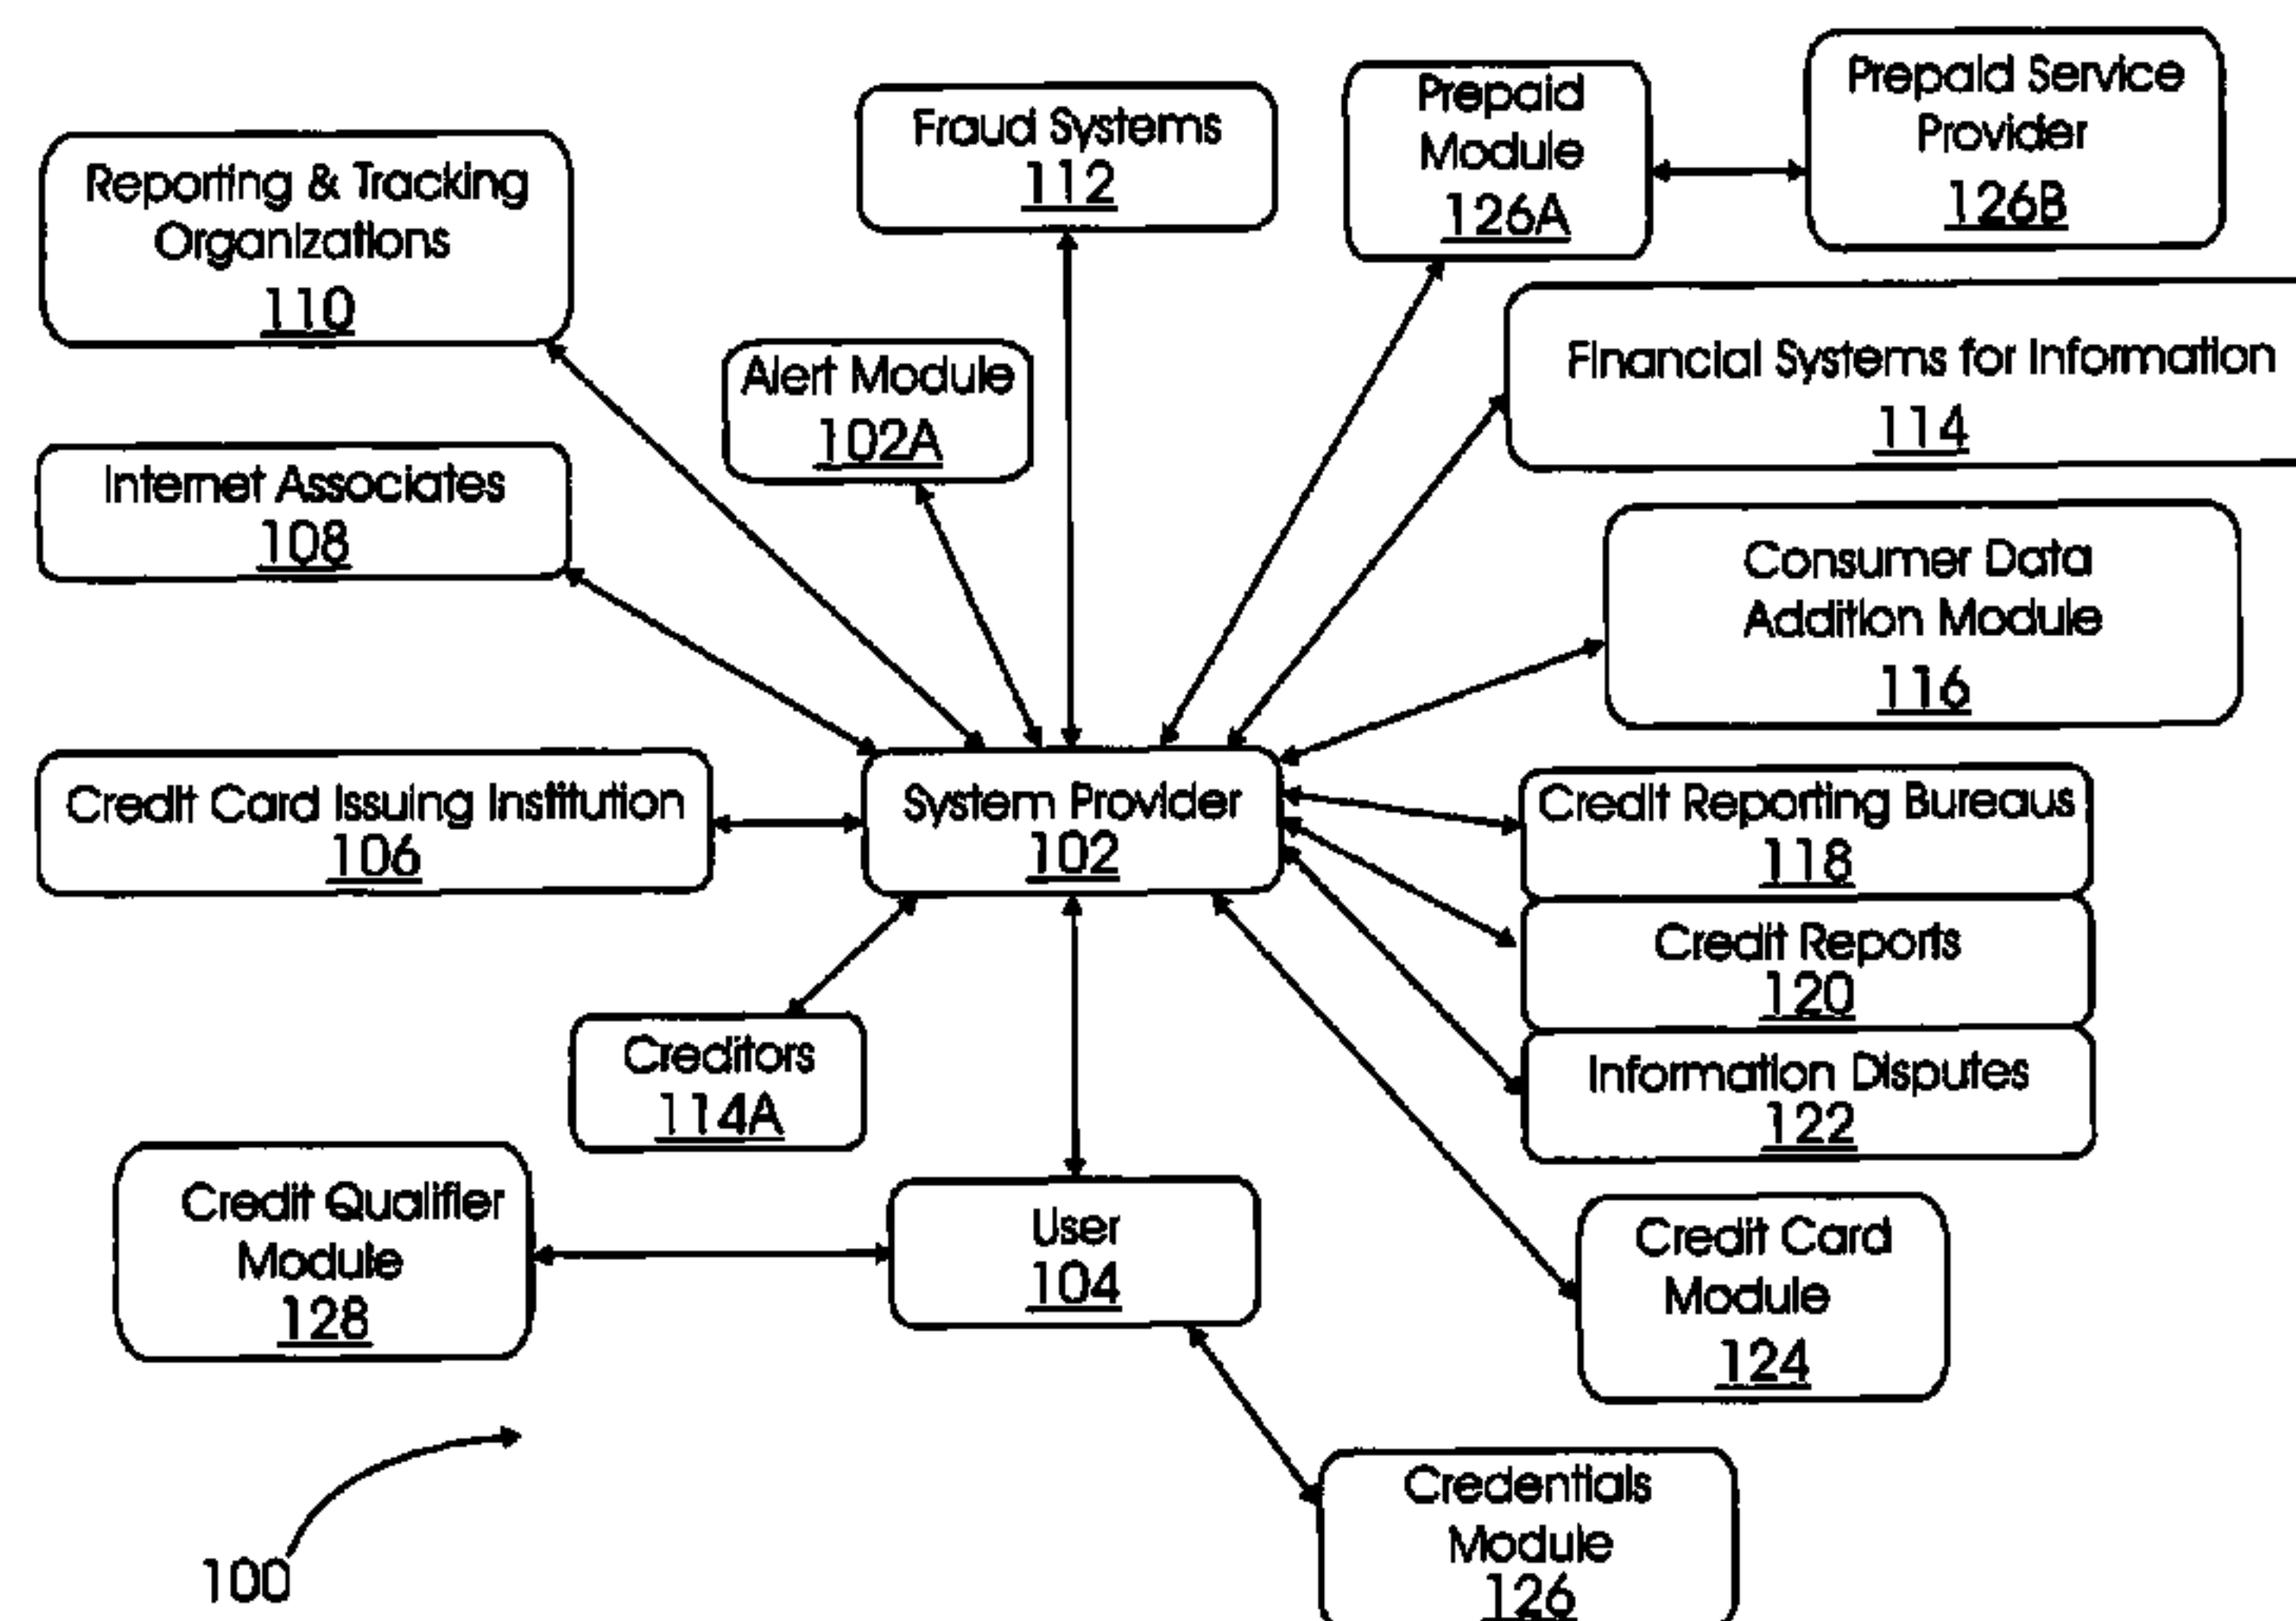 Prepaid Service
Provider
126B
Prepaid
Module
126A
Fraud Systems
112
Reporting & Tracking
Organizations
110
Alert Module
102A
Financial Systems for Information
114
Internet Associates
108
Consumer Data
Addition Module
116
Credit Card Issuing Institution
106
System Provider
102
Credit Reporting Bureaus
118
Credit Reports
120
Information Disputes
122
Creditors
114A
Credit Qualifier
Module
128
User
104
Credit Card
Module
124
Credentials
Module
126
100